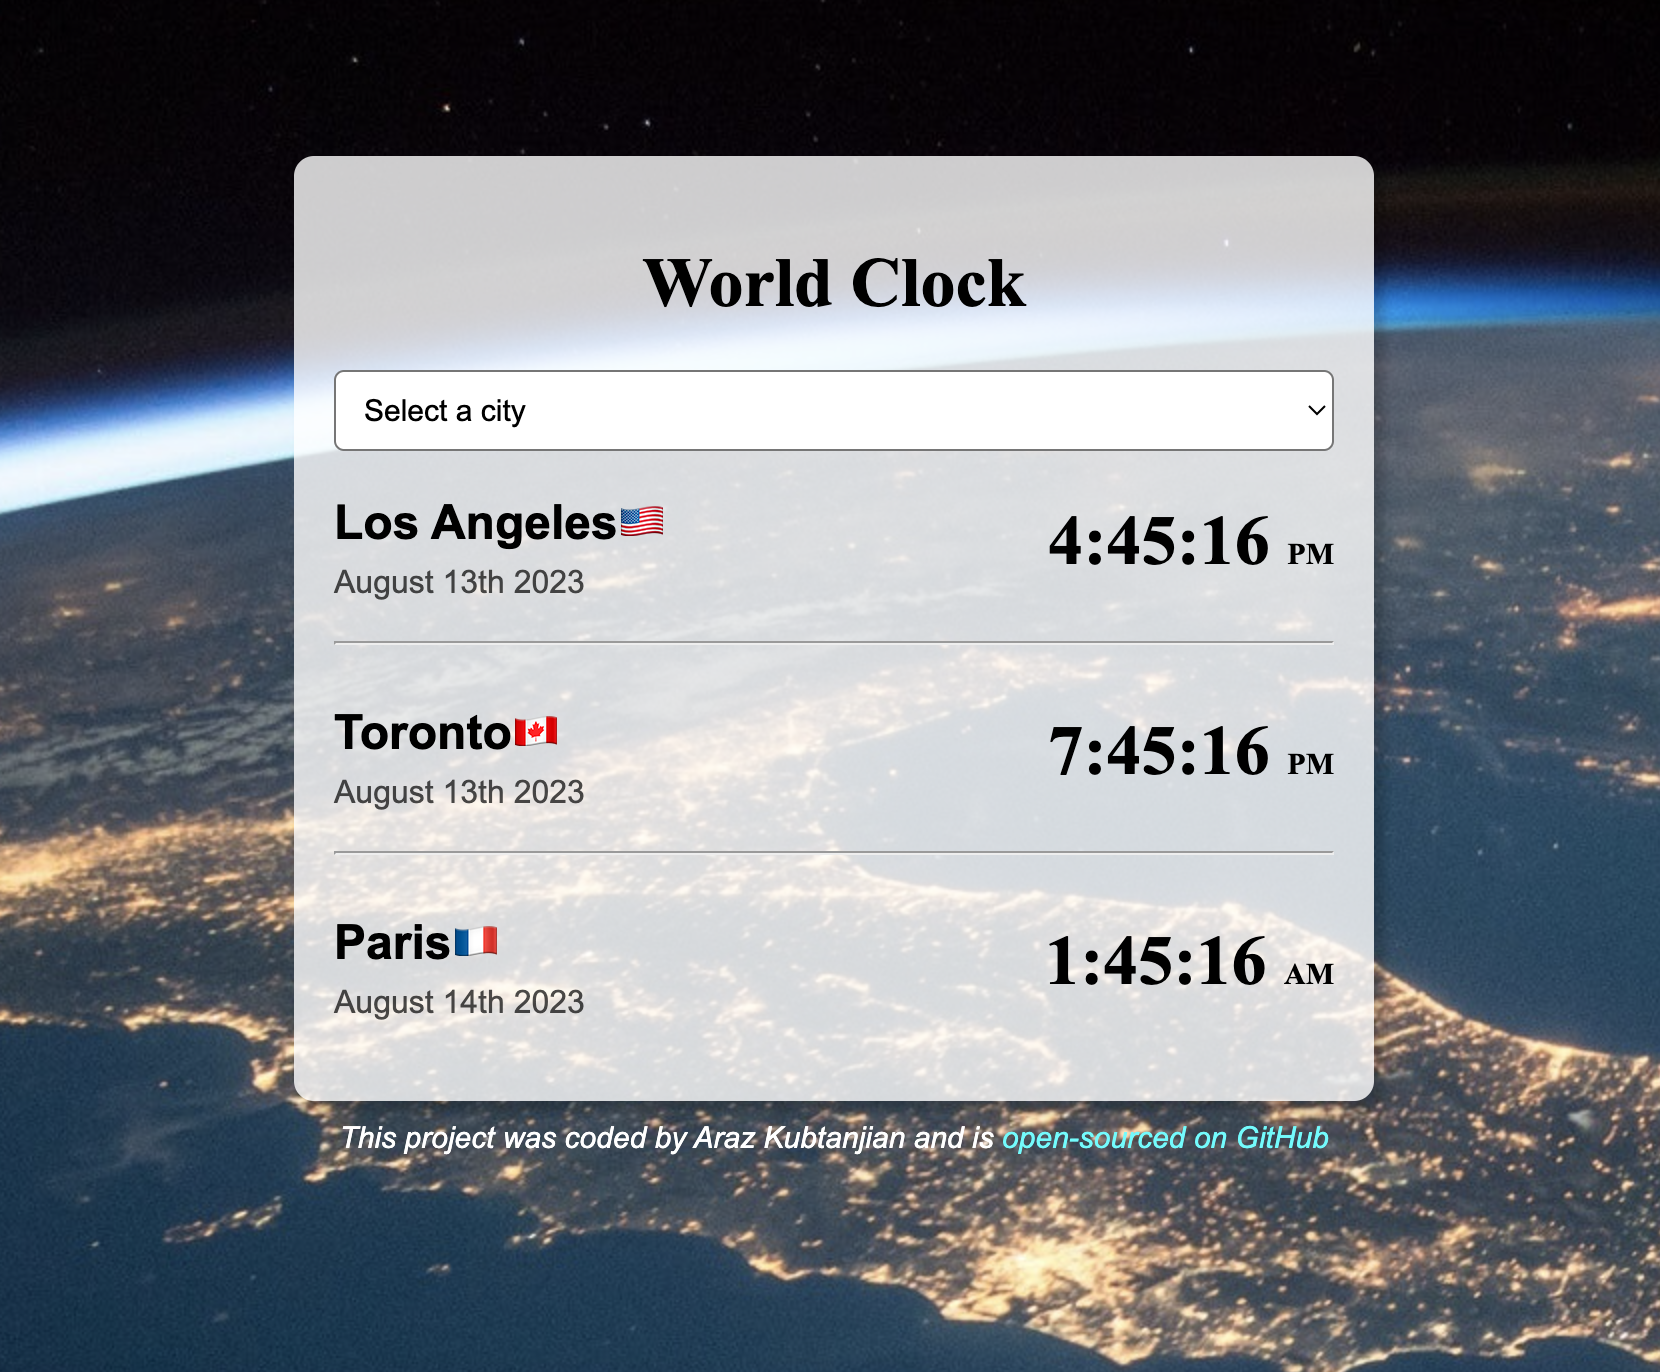 World Clock
Select a city
Los Angeles🇺🇸
4:45:16 PM
August 13th 2023
Toronto🇨🇦
7:45:16 PM
August 13th 2023
Paris🇫🇷
1:45:16 AM
August 14th 2023
This project was coded by Araz Kubtanjian and is open-sourced on GitHub